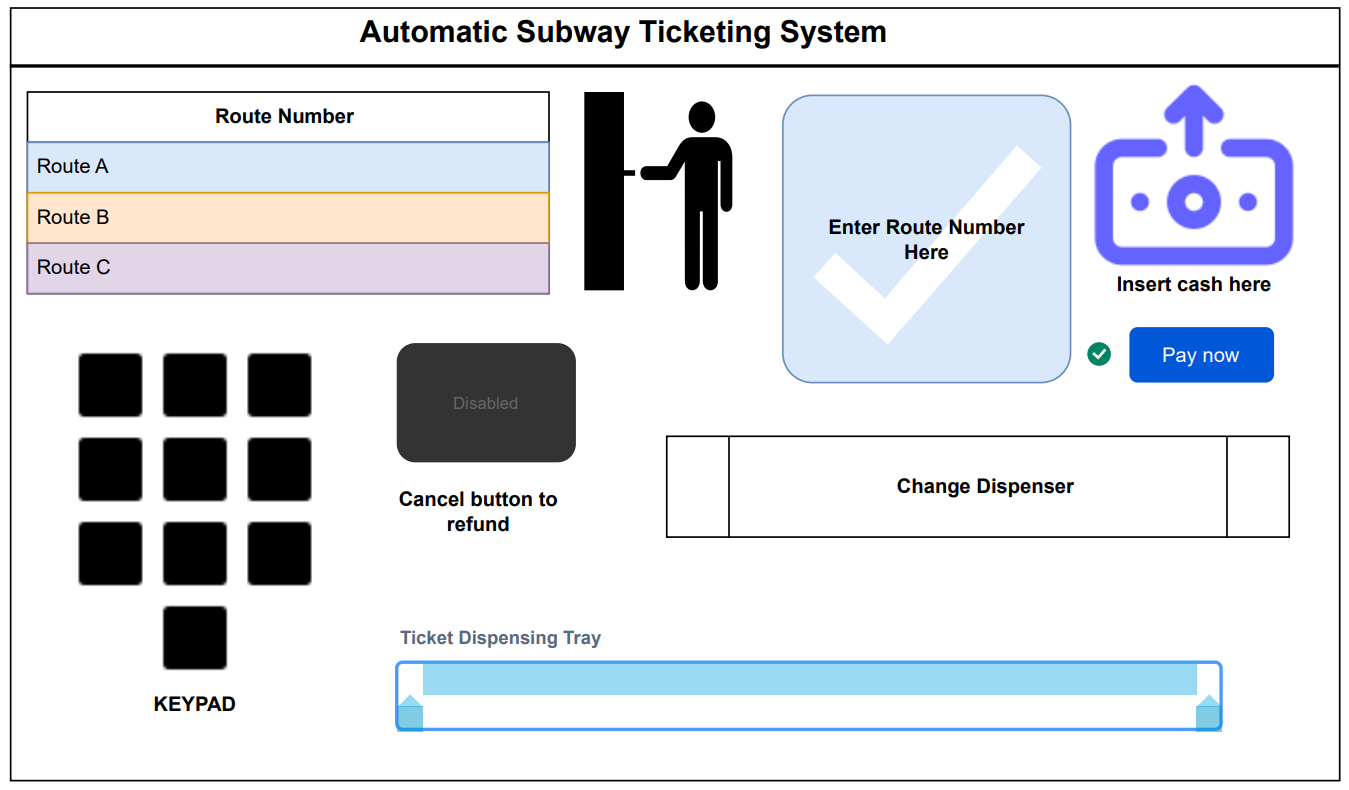 Automatic Subway Ticketing System
Route Number
Route A
Route B
Route C
Enter Route Number
Here
Insert cash here
Pay now
Disabled
Cancel button to
refund
Change Dispenser
Ticket Dispensing Tray
KEYPAD